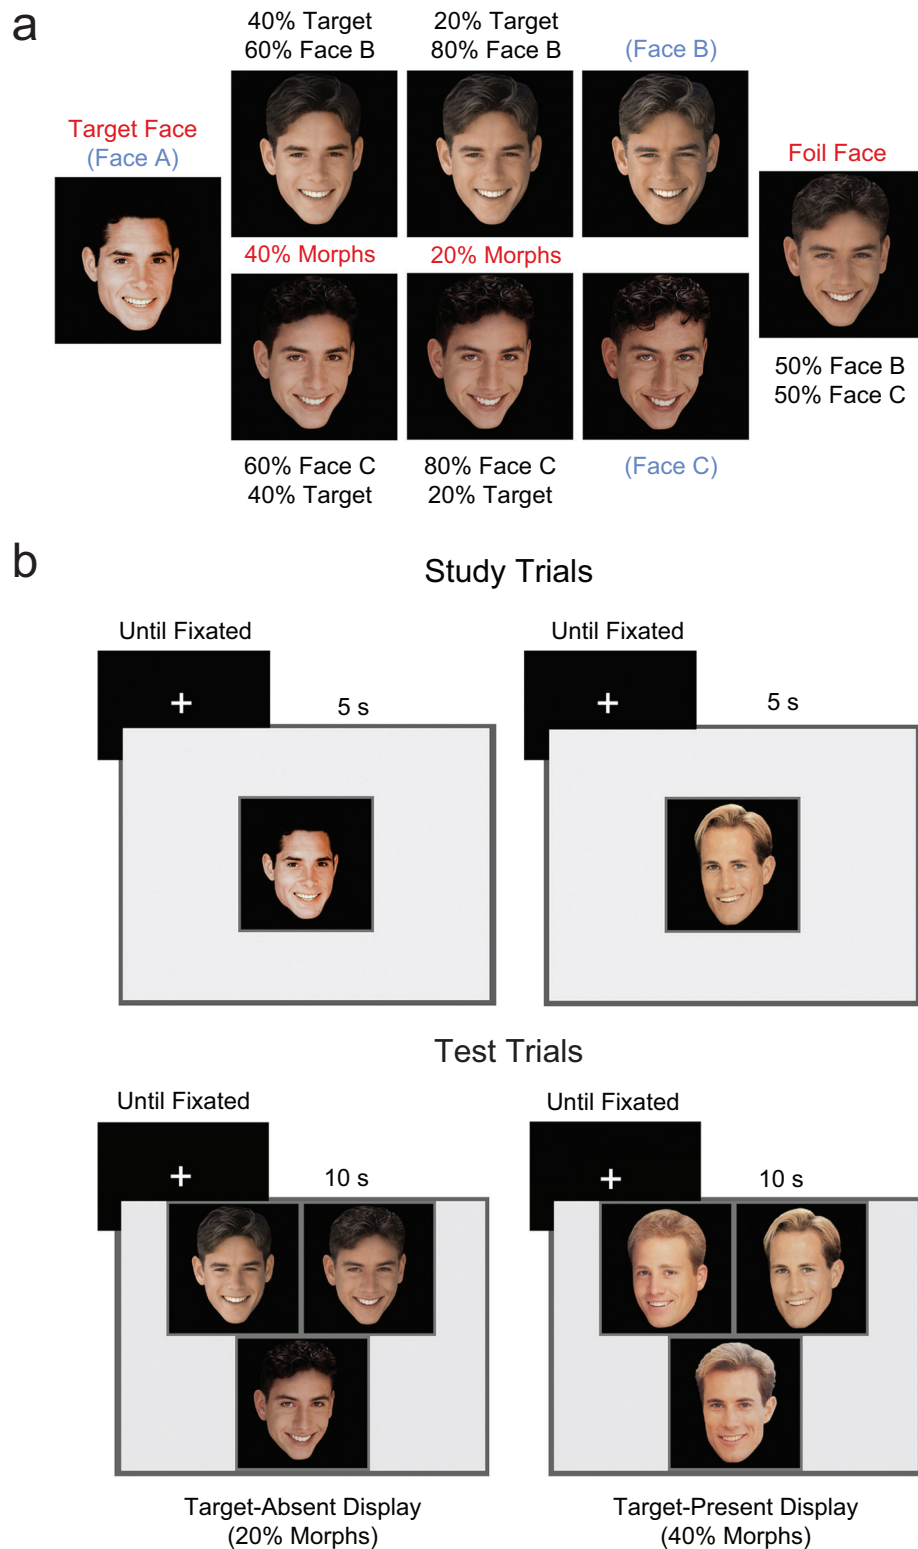 a
40% Target
60% Face B
20% Target
80% Face B
(Face B)
Target Face
(Face A)
Foil Face
40% Morphs
20% Morphs
50% Face B
50% Face C
60% Face C
40% Target
80% Face C
20% Target
(Face C)
b
Study Trials
Until Fixated
5 s
Until Fixated
5 s
Test Trials
Until Fixated
10 s
Until Fixated
10 s
Target-Absent Display
(20% Morphs)
Target-Present Display
(40% Morphs)